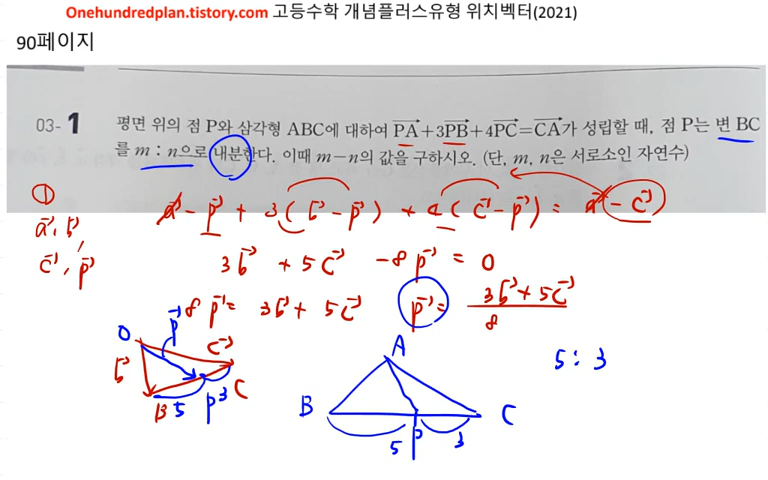 Onehundredplan.tistory.com 고등수학 개념플러스유형 위치벡터(2021)
90페이지
03- 1 평면 위의 점 P와 삼각형 ABC에 대하여 PA+3PB+4PC=CA가 성립할 때, 점 P는 변 BC
를 m : n으로 내분한다. 이때 m-n의 값을 구하시오. (단, m, n은 서로소인 자연수)
① a⃗ - p⃗ + 3(b⃗ - p⃗) + 4(c⃗ - p⃗) = a⃗ - c⃗
a⃗, b⃗,
c⃗, p⃗
3b⃗ + 5c⃗ - 8p⃗ = 0
8p⃗ = 3b⃗ + 5c⃗ p⃗ = 3b⃗ + 5c⃗ / 8
O p⃗ c⃗ b⃗ B 5 P 3 C
A B C 5 P 3
5 : 3